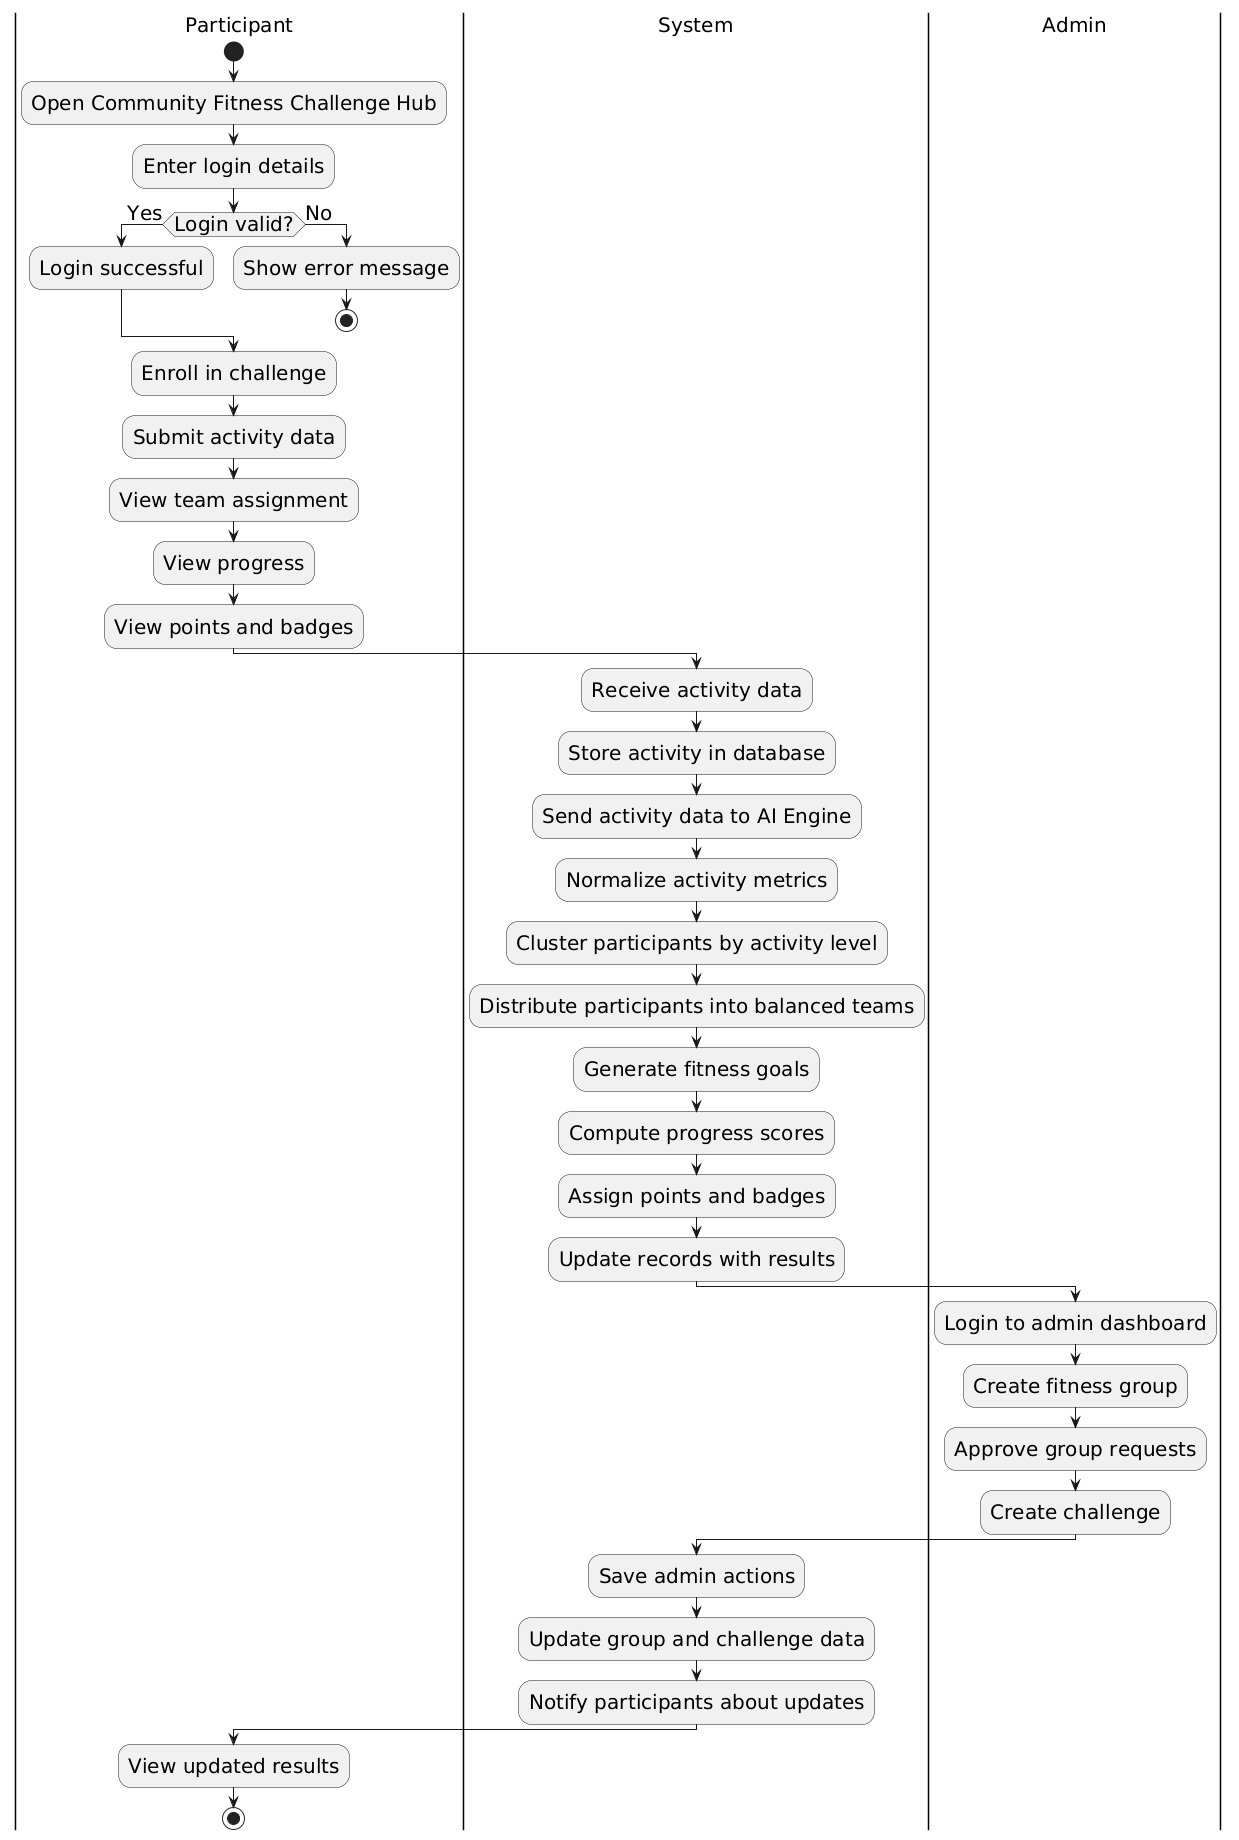 Participant
System
Admin
Open Community Fitness Challenge Hub
Enter login details
Yes
Login valid?
No
Login successful
Show error message
Enroll in challenge
Submit activity data
View team assignment
View progress
View points and badges
Receive activity data
Store activity in database
Send activity data to AI Engine
Normalize activity metrics
Cluster participants by activity level
Distribute participants into balanced teams
Generate fitness goals
Compute progress scores
Assign points and badges
Update records with results
Login to admin dashboard
Create fitness group
Approve group requests
Create challenge
Save admin actions
Update group and challenge data
Notify participants about updates
View updated results